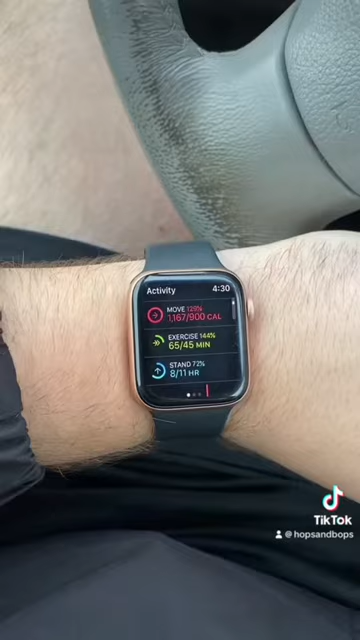 Activity 4:30
MOVE 129%
1,167/900 CAL
EXERCISE 144%
65/45 MIN
STAND 72%
8/11 HR
TikTok
@hopsandbops